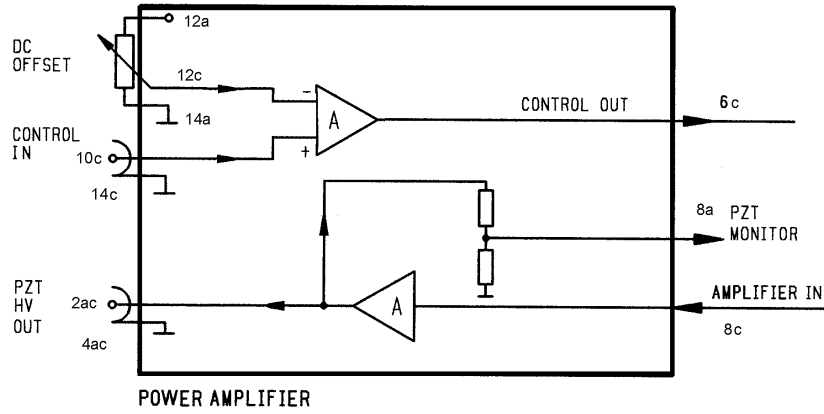 12a
DC
OFFSET
12c
14a
−
A
+
CONTROL OUT
6c
CONTROL
IN
10c
14c
8a
PZT
MONITOR
PZT
HV
OUT
2ac
4ac
A
AMPLIFIER IN
8c
POWER AMPLIFIER